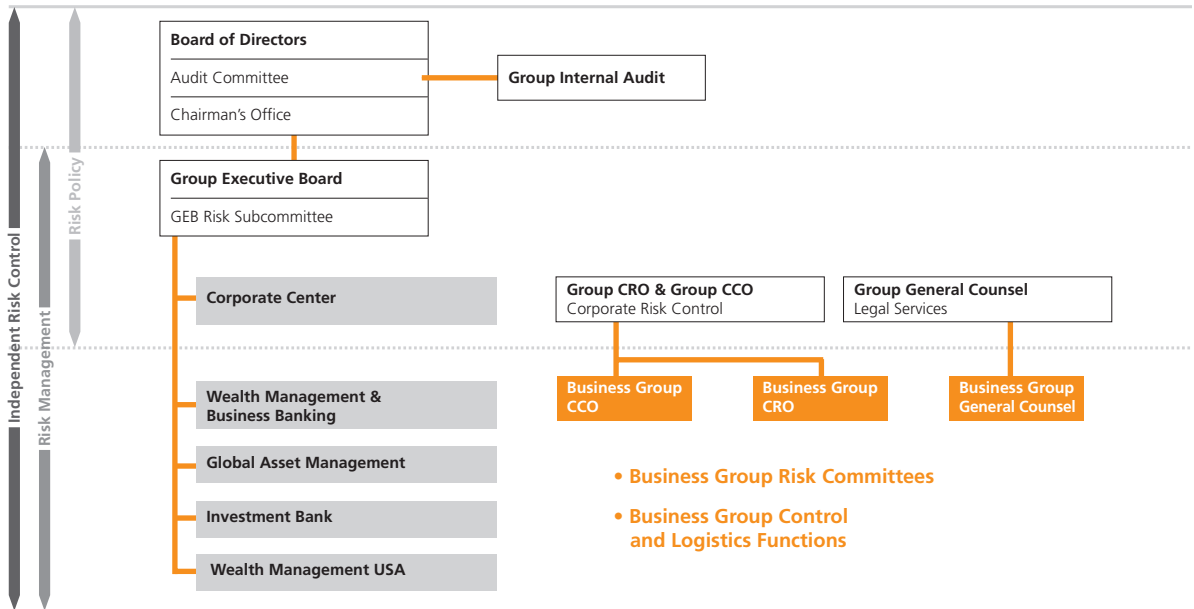 Independent Risk Control
Risk Management
Risk Policy
Board of Directors
Audit Committee
Chairman's Office
Group Internal Audit
Group Executive Board
GEB Risk Subcommittee
Corporate Center
Group CRO & Group CCO
Corporate Risk Control
Group General Counsel
Legal Services
Wealth Management &
Business Banking
Business Group
CCO
Business Group
CRO
Business Group
General Counsel
Global Asset Management
Investment Bank
Wealth Management USA
• Business Group Risk Committees
• Business Group Control
and Logistics Functions